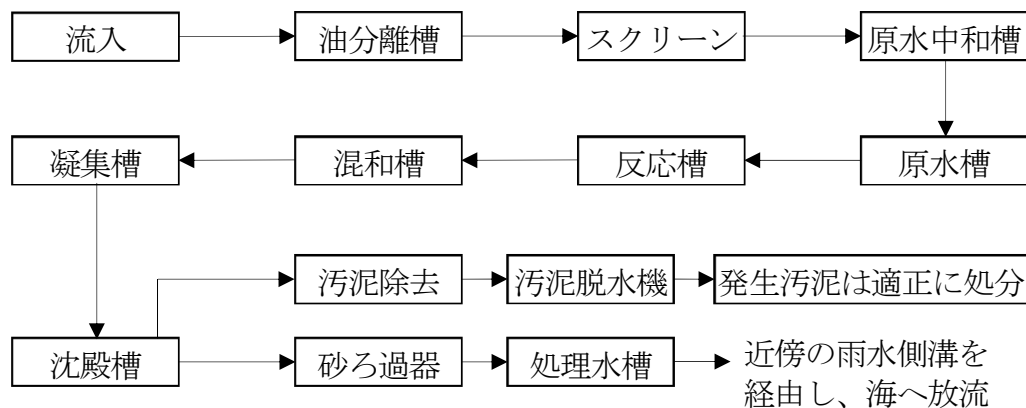 流入
油分離槽
スクリーン
原水中和槽
原水槽
反応槽
混和槽
凝集槽
汚泥除去
汚泥脱水機
発生汚泥は適正に処分
沈殿槽
砂ろ過器
処理水槽
近傍の雨水側溝を
経由し、海へ放流